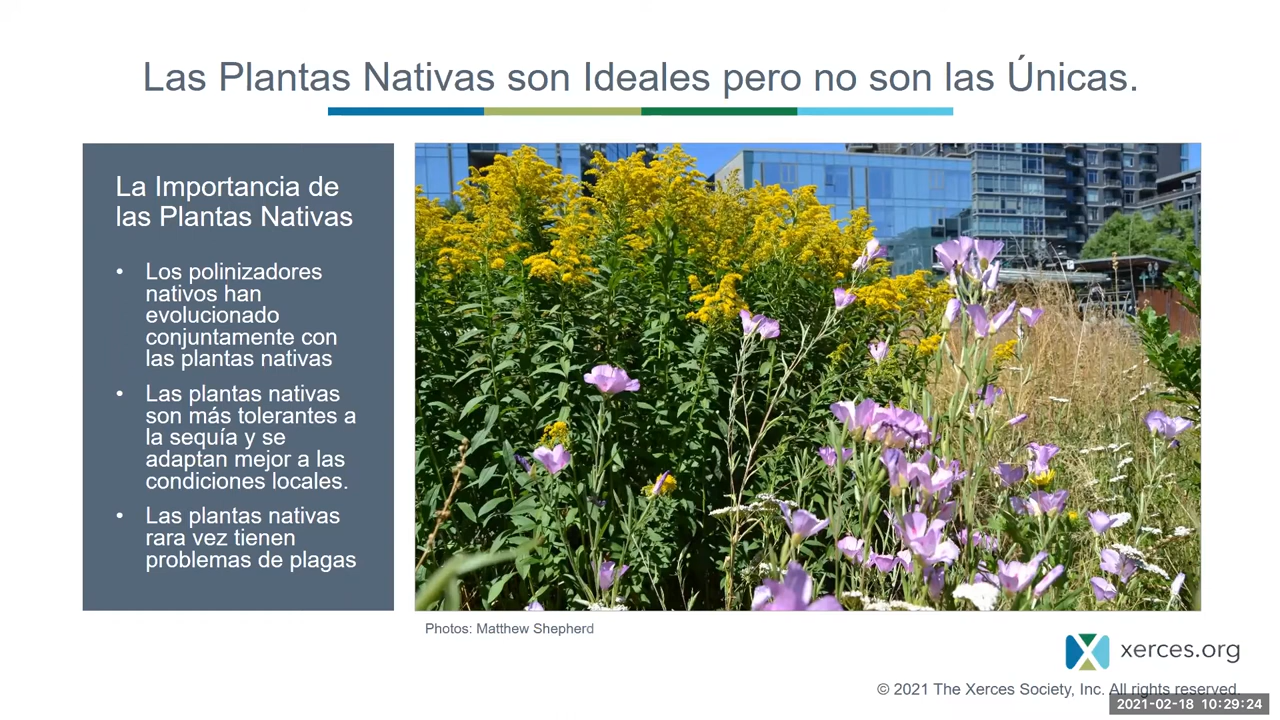 Las Plantas Nativas son Ideales pero no son las Únicas.
La Importancia de
las Plantas Nativas
• Los polinizadores
nativos han
evolucionado
conjuntamente con
las plantas nativas
• Las plantas nativas
son más tolerantes a
la sequía y se
adaptan mejor a las
condiciones locales.
• Las plantas nativas
rara vez tienen
problemas de plagas
Photos: Matthew Shepherd
xerces.org
© 2021 The Xerces Society, Inc. All rights reserved.
2021-02-18 10:29:24